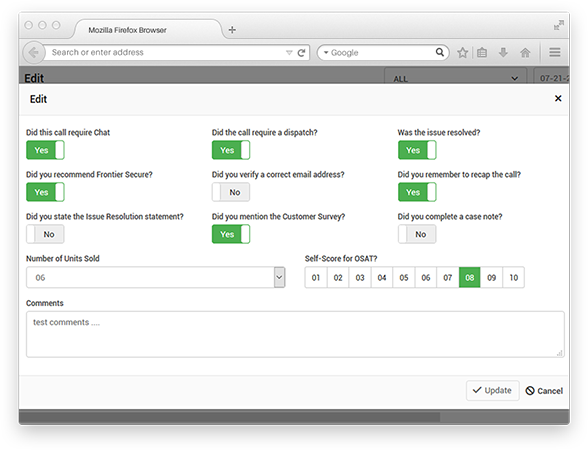 Mozilla Firefox Browser
Search or enter address
Google
Edit
ALL
07-21-2
Edit
Did this call require Chat
Did the call require a dispatch?
Was the issue resolved?
Yes
Yes
Yes
Did you recommend Frontier Secure?
Did you verify a correct email address?
Did you remember to recap the call?
Yes
No
Yes
Did you state the Issue Resolution statement?
Did you mention the Customer Survey?
Did you complete a case note?
No
Yes
No
Number of Units Sold
Self-Score for OSAT?
06
01 02 03 04 05 06 07 08 09 10
Comments
test comments ....
Update
Cancel